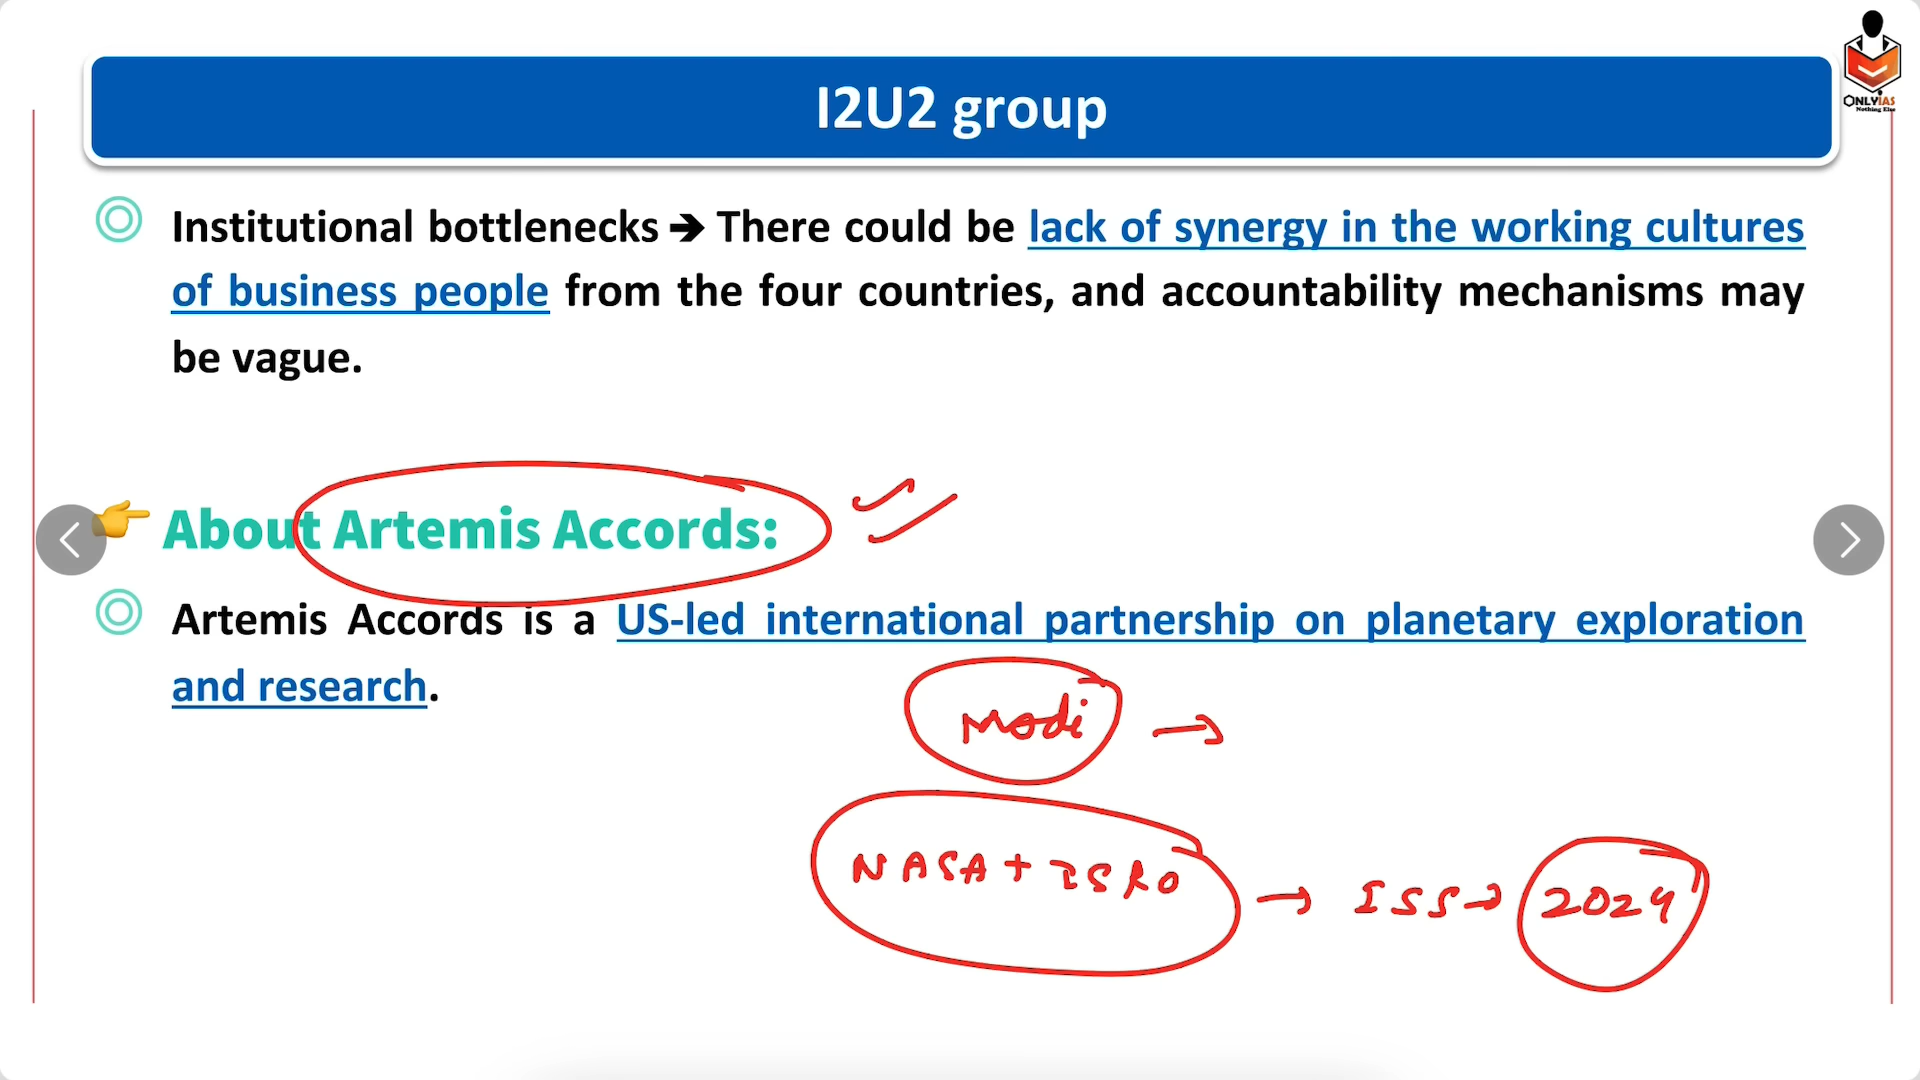 I2U2 group
ONLYIAS
Nothing Else
Institutional bottlenecks ➔ There could be lack of synergy in the working cultures
of business people from the four countries, and accountability mechanisms may
be vague.
About Artemis Accords:
Artemis Accords is a US-led international partnership on planetary exploration
and research.
Modi →
NASA + ISRO → ISS → 2024